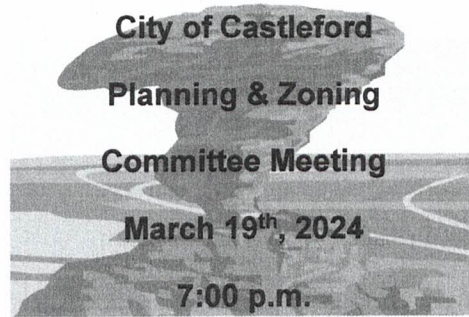 City of Castleford
Planning & Zoning
Committee Meeting
March 19th, 2024
7:00 p.m.